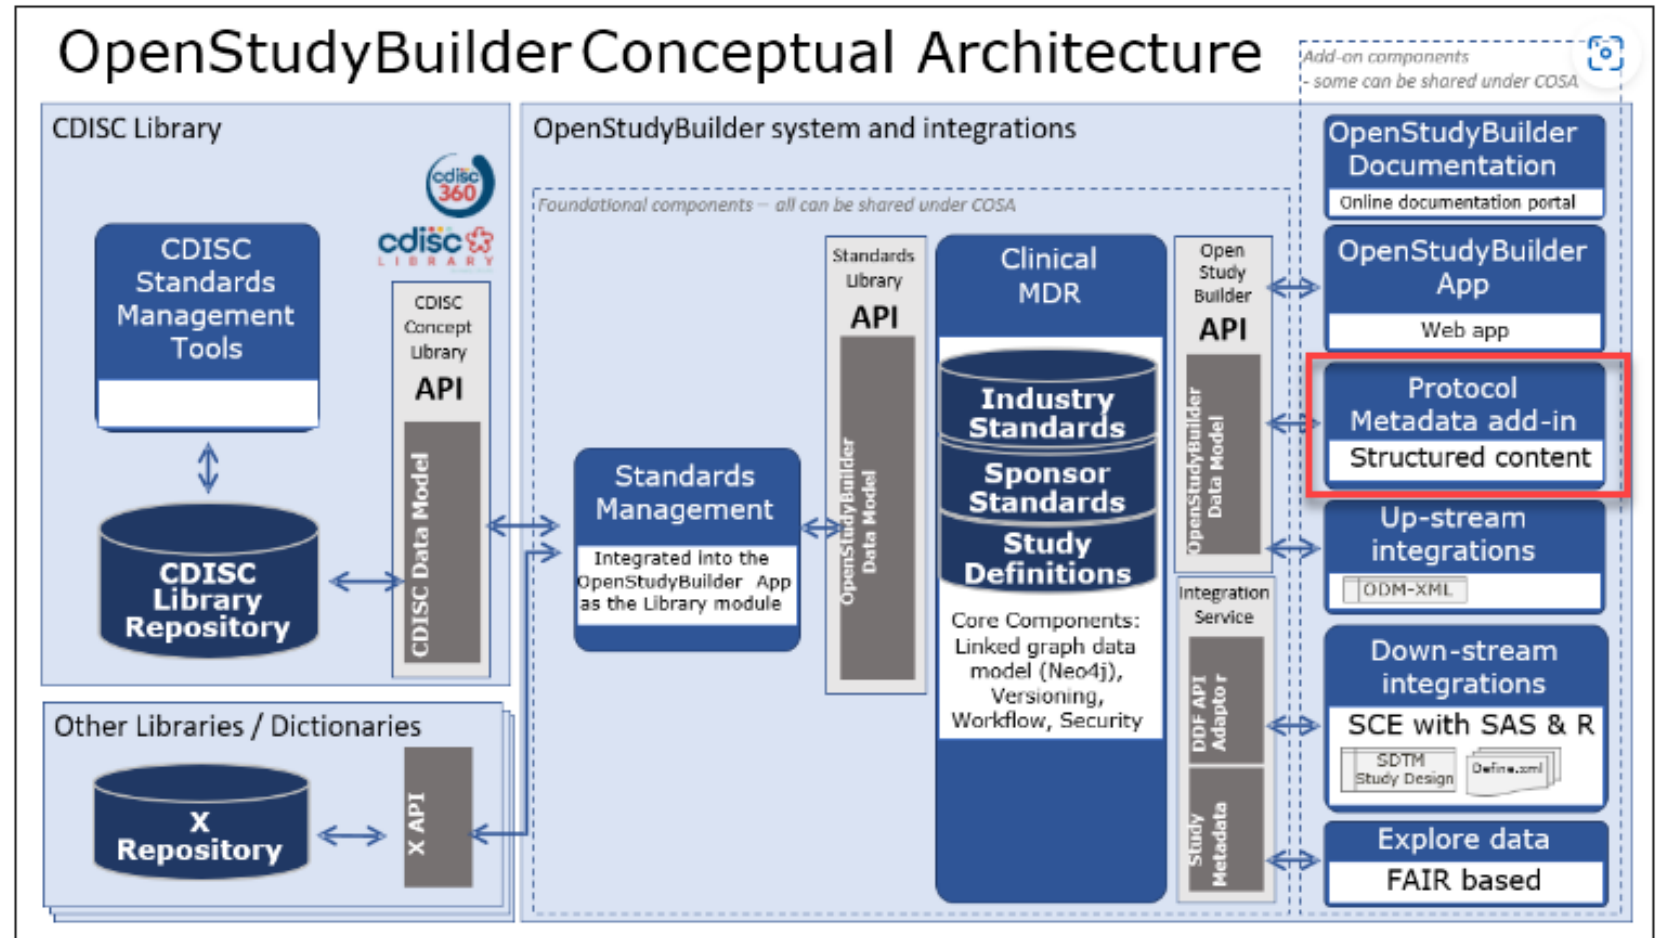 OpenStudyBuilder Conceptual Architecture
Add-on components
- some can be shared under COSA
CDISC Library
cdisc
360
cdisc
LIBRARY
CDISC
Standards
Management
Tools
CDISC
Concept
Library
API
CDISC Data Model
CDISC
Library
Repository
Other Libraries / Dictionaries
X
Repository
X API
OpenStudyBuilder system and integrations
Foundational components – all can be shared under COSA
Standards
Management
Integrated into the
OpenStudyBuilder App
as the Library module
Standards
Library
API
OpenStudyBuilder
Data Model
Clinical
MDR
Industry
Standards
Sponsor
Standards
Study
Definitions
Core Components:
Linked graph data
model (Neo4j),
Versioning,
Workflow, Security
Open
Study
Builder
API
OpenStudyBuilder
Data Model
Integration
Service
DDF API
Adaptor
Study
Metadata
OpenStudyBuilder
Documentation
Online documentation portal
OpenStudyBuilder
App
Web app
Protocol
Metadata add-in
Structured content
Up-stream
integrations
ODM-XML
Down-stream
integrations
SCE with SAS & R
SDTM
Study Design
Define.xml
Explore data
FAIR based